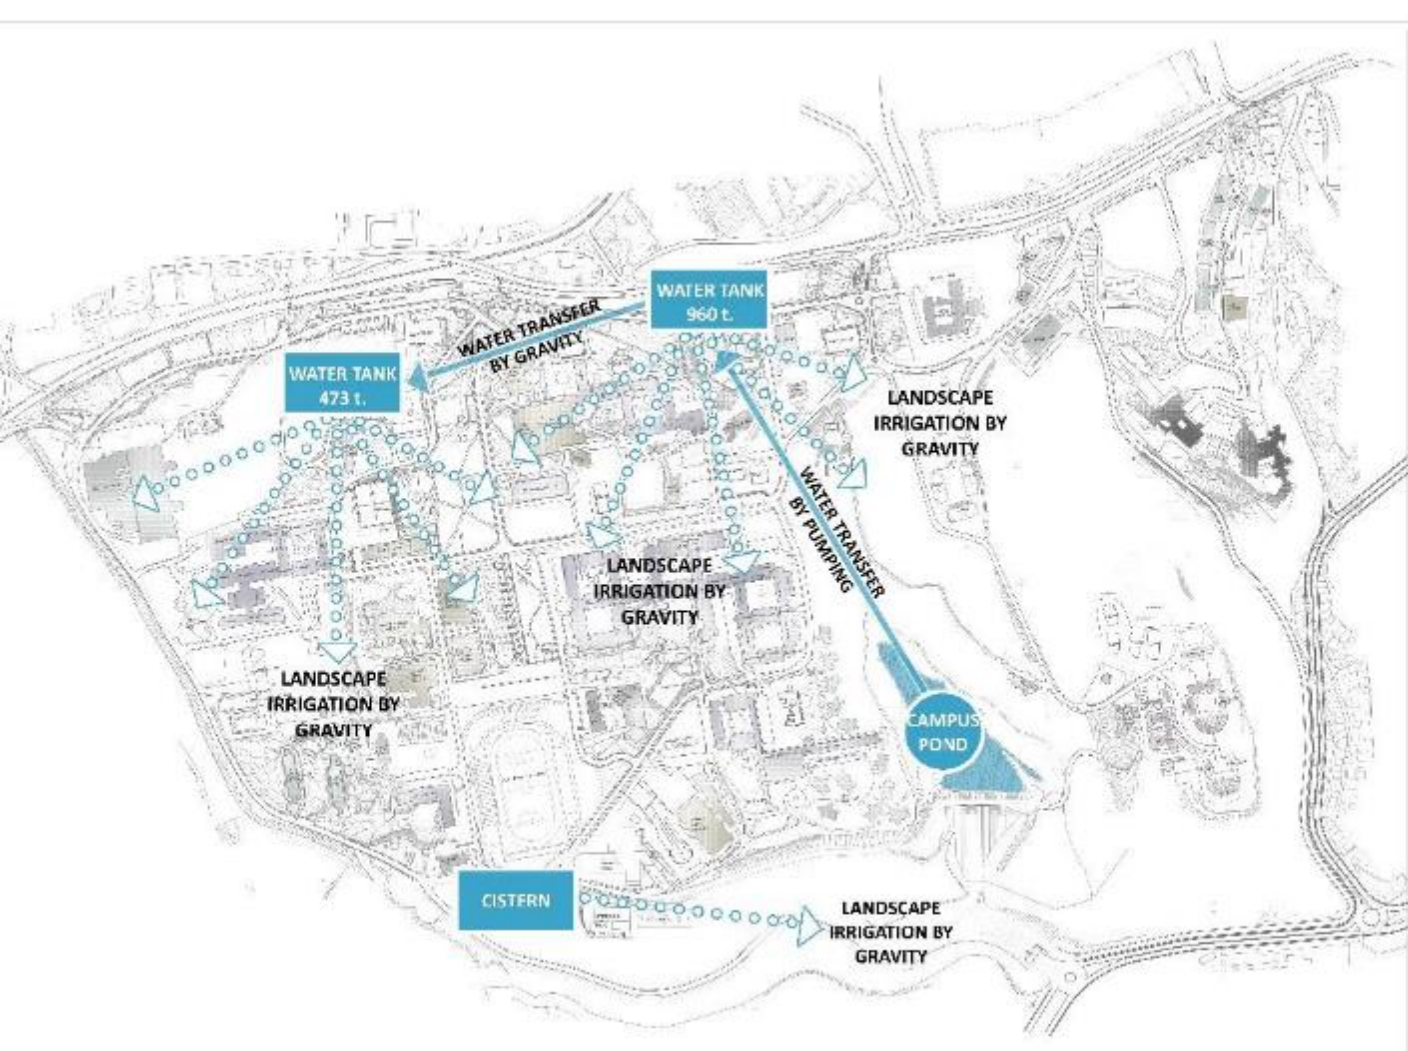 WATER TANK
960 t.
WATER TRANSFER
BY GRAVITY
WATER TANK
473 t.
LANDSCAPE
IRRIGATION BY
GRAVITY
WATER TRANSFER
BY PUMPING
LANDSCAPE
IRRIGATION BY
GRAVITY
LANDSCAPE
IRRIGATION BY
GRAVITY
CAMPUS
POND
CISTERN
LANDSCAPE
IRRIGATION BY
GRAVITY